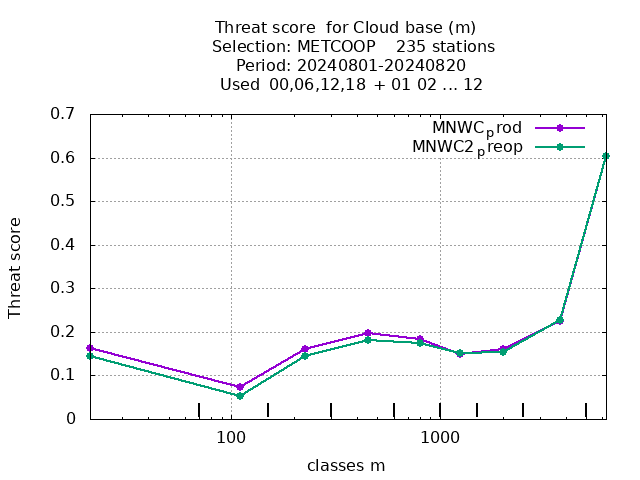 Threat score  for Cloud base (m)
Selection: METCOOP    235 stations
Period: 20240801-20240820
Used  00,06,12,18  + 01 02 ... 12
0.7
0.6
0.5
0.4
0.3
0.2
0.1
0
Threat score
MNWCprod
MNWC2preop
100
1000
classes m